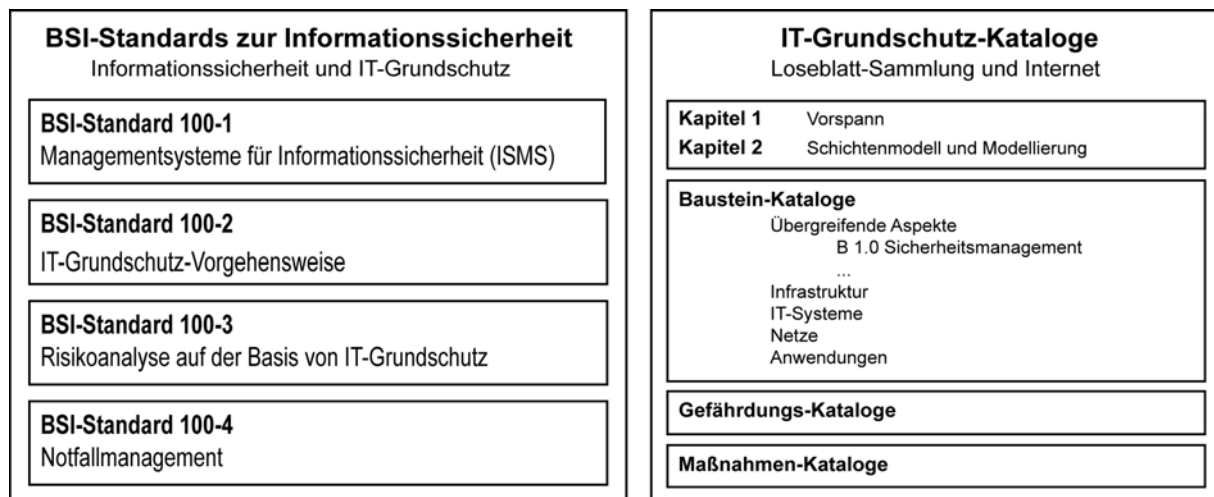 BSI-Standards zur Informationssicherheit
Informationssicherheit und IT-Grundschutz
BSI-Standard 100-1
Managementsysteme für Informationssicherheit (ISMS)
BSI-Standard 100-2
IT-Grundschutz-Vorgehensweise
BSI-Standard 100-3
Risikoanalyse auf der Basis von IT-Grundschutz
BSI-Standard 100-4
Notfallmanagement
IT-Grundschutz-Kataloge
Loseblatt-Sammlung und Internet
Kapitel 1 Vorspann
Kapitel 2 Schichtenmodell und Modellierung
Baustein-Kataloge
Übergreifende Aspekte
B 1.0 Sicherheitsmanagement
...
Infrastruktur
IT-Systeme
Netze
Anwendungen
Gefährdungs-Kataloge
Maßnahmen-Kataloge